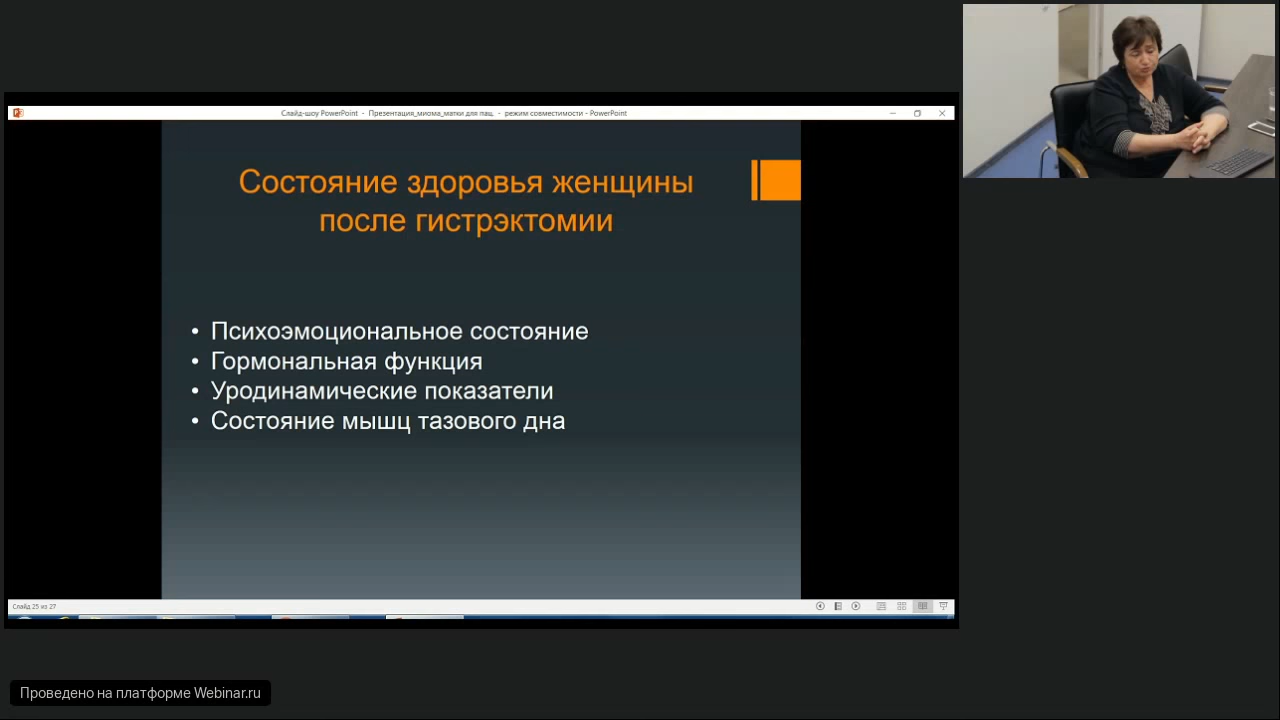 Слайд-шоу PowerPoint - Презентация_миома_матки для пац. - режим совместимости - PowerPoint
Состояние здоровья женщины
после гистрэктомии
• Психоэмоциональное состояние
• Гормональная функция
• Уродинамические показатели
• Состояние мышц тазового дна
Слайд 25 из 27
Проведено на платформе Webinar.ru